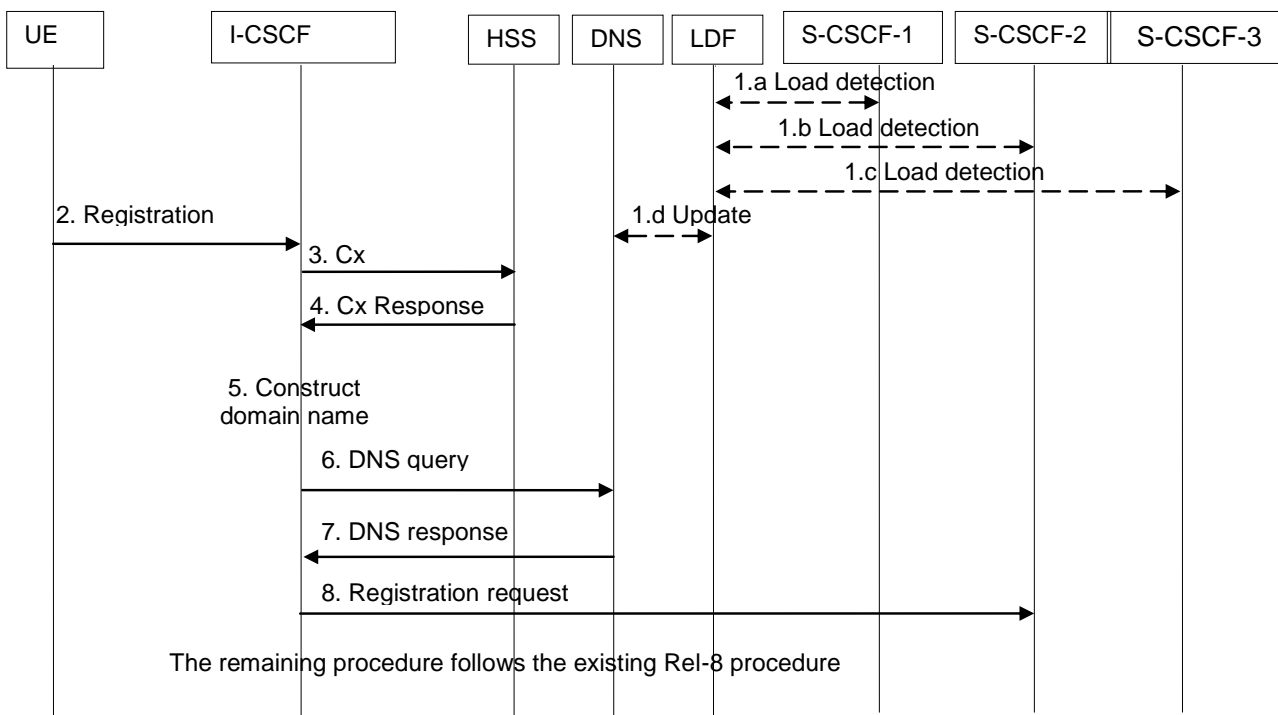 UE
I-CSCF
HSS
DNS
LDF
S-CSCF-1
S-CSCF-2
S-CSCF-3
1.a Load detection
1.b Load detection
1.c Load detection
2. Registration
1.d Update
3. Cx
4. Cx Response
5. Construct
domain name
6. DNS query
7. DNS response
8. Registration request
The remaining procedure follows the existing Rel-8 procedure